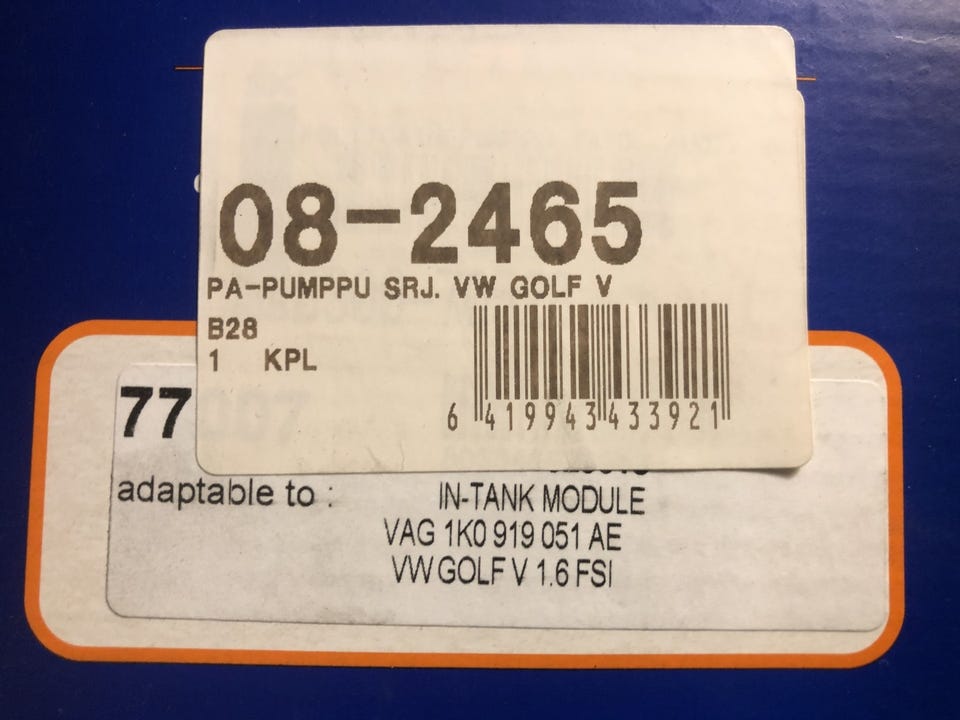 08-2465
PA-PUMPPU SRJ. VW GOLF V
B28
1 KPL
6 419943 433921
77
adaptable to :
IN-TANK MODULE
VAG 1K0 919 051 AE
VW GOLF V 1.6 FSI